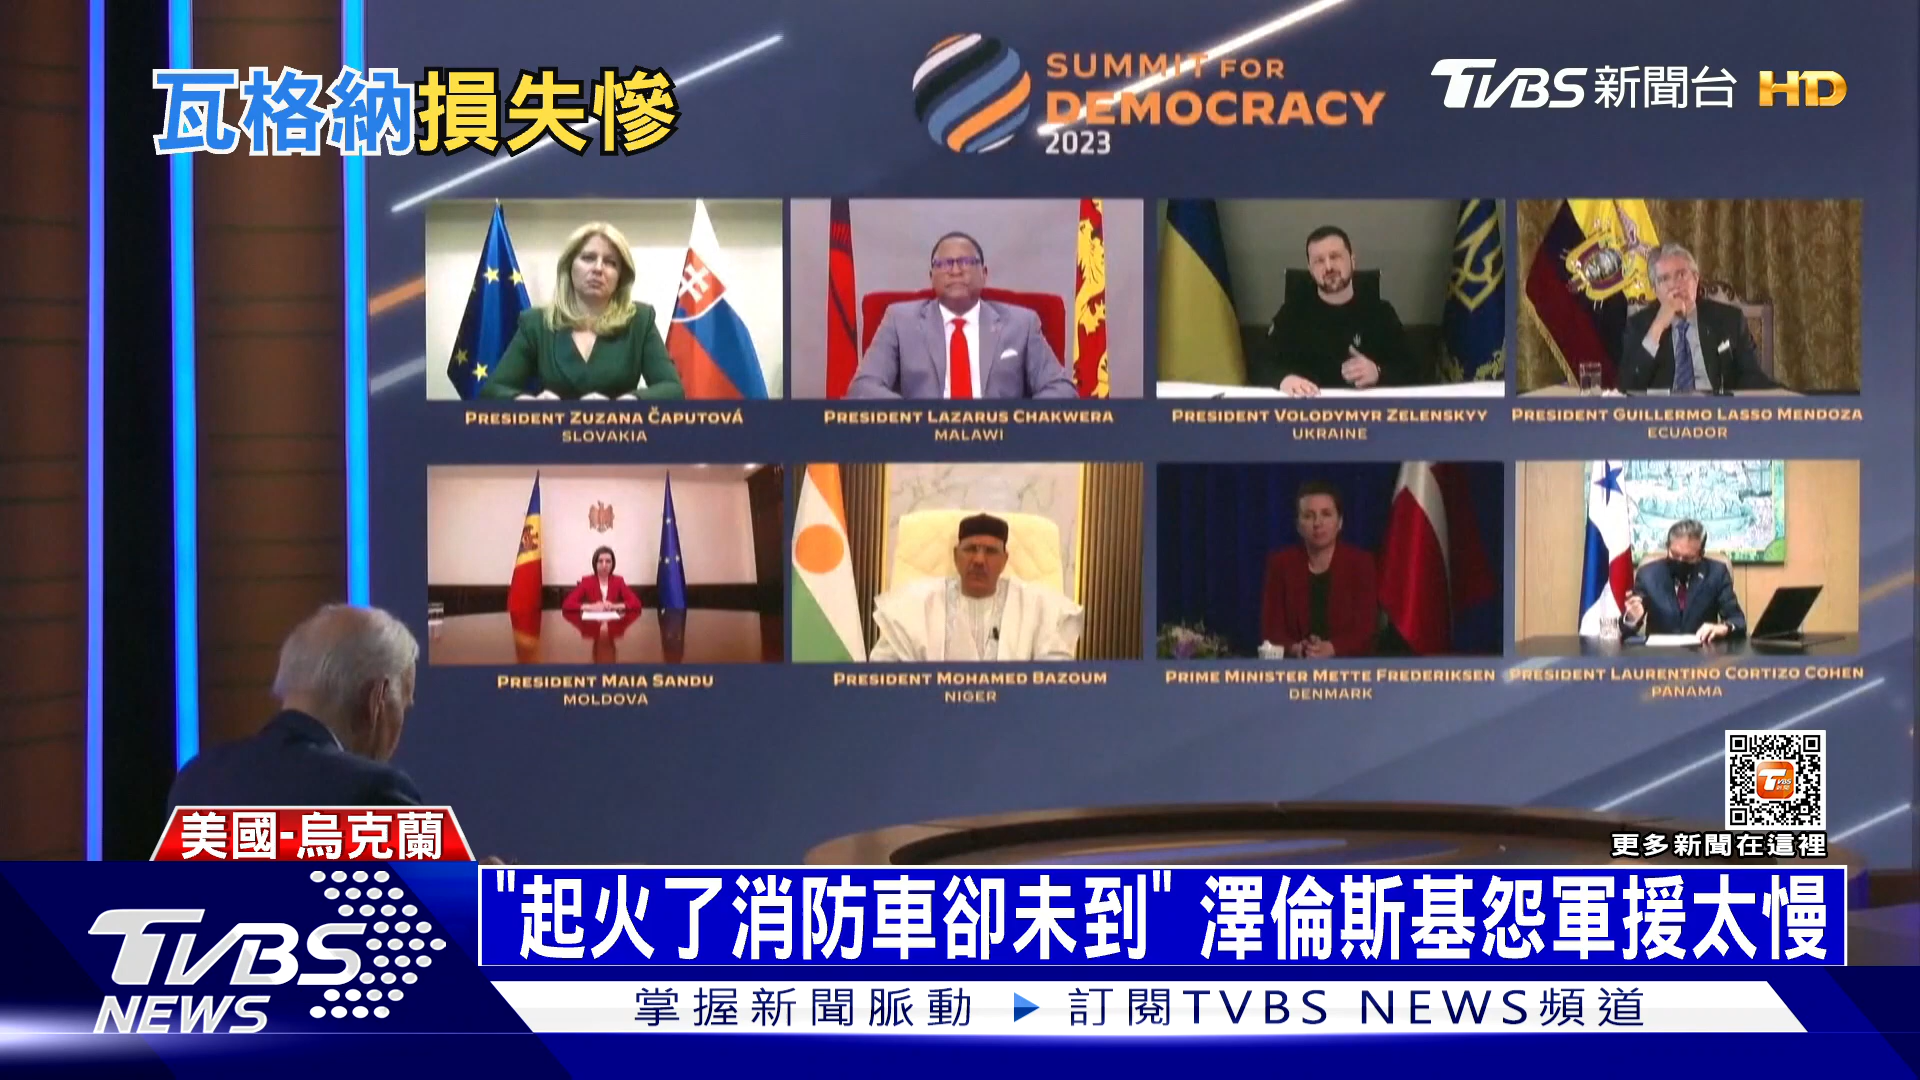 瓦格納損失慘
SUMMIT FOR
DEMOCRACY
2023
TVBS新聞台 HD
PRESIDENT ZUZANA ČAPUTOVÁ
SLOVAKIA
PRESIDENT LAZARUS CHAKWERA
MALAWI
PRESIDENT VOLODYMYR ZELENSKYY
UKRAINE
PRESIDENT GUILLERMO LASSO MENDOZA
ECUADOR
PRESIDENT MAIA SANDU
MOLDOVA
PRESIDENT MOHAMED BAZOUM
NIGER
PRIME MINISTER METTE FREDERIKSEN
DENMARK
PRESIDENT LAURENTINO CORTIZO COHEN
PANAMA
TVBS
新聞
更多新聞在這裡
美國-烏克蘭
"起火了消防車卻未到" 澤倫斯基怨軍援太慢
TVBS
NEWS
掌握新聞脈動 ▶ 訂閱TVBS NEWS頻道